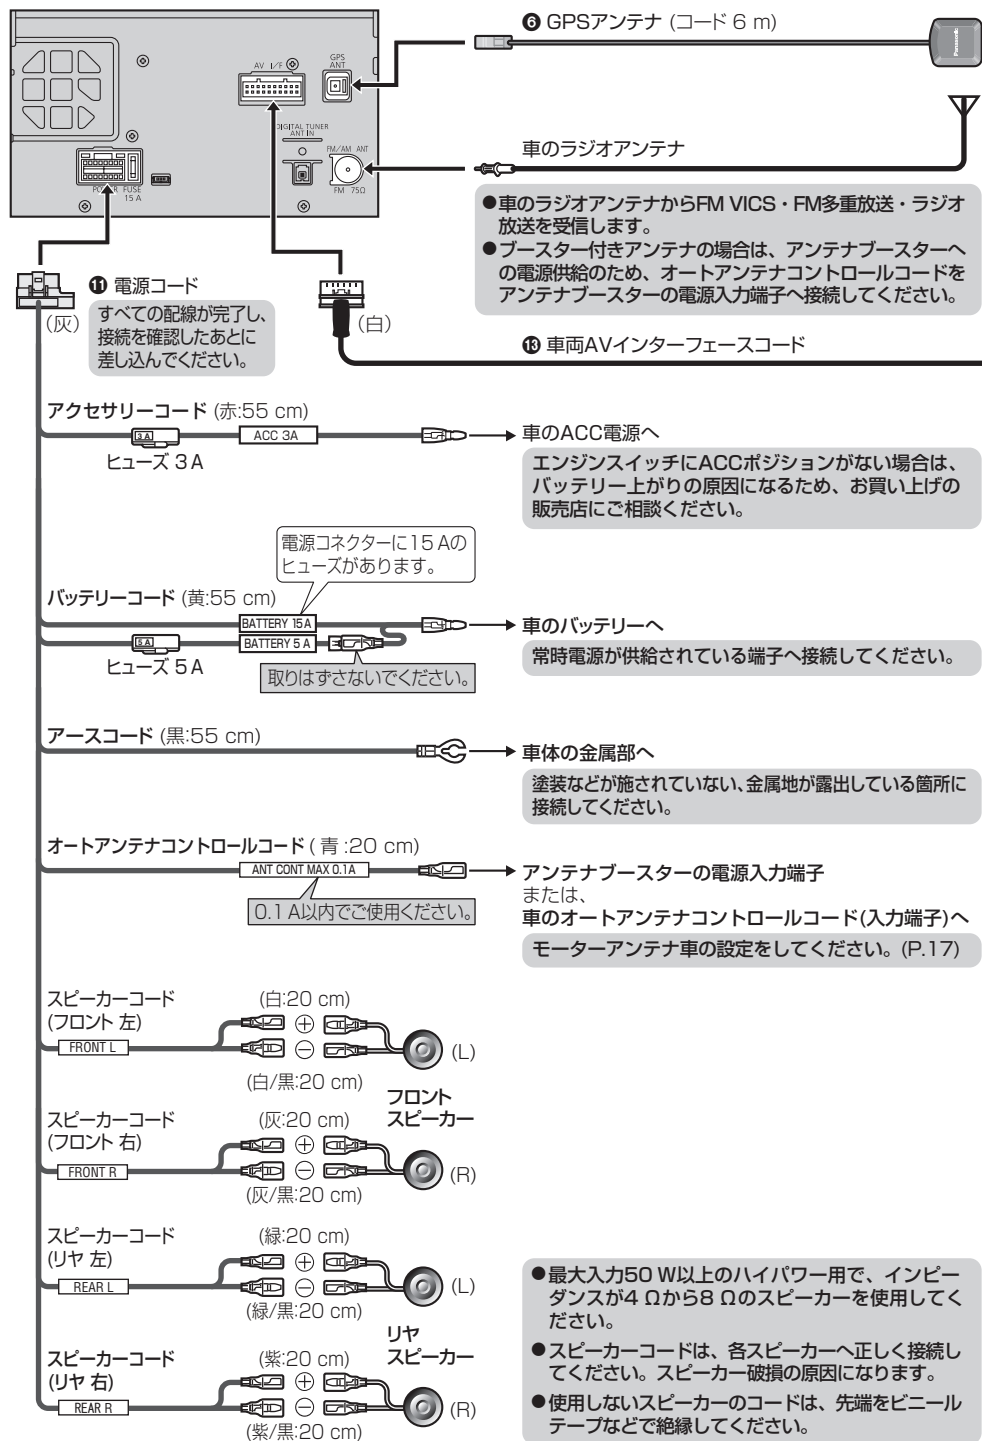 ❻ GPSアンテナ (コード 6 m)
Panasonic
AV I/F
GPS
ANT
DIGITAL TUNER
ANT IN
FM/AM ANT
FM 75Ω
POWER FUSE
15 A
車のラジオアンテナ
●車のラジオアンテナからFM VICS・FM多重放送・ラジオ
放送を受信します。
●ブースター付きアンテナの場合は、アンテナブースターへ
の電源供給のため、オートアンテナコントロールコードを
アンテナブースターの電源入力端子へ接続してください。
⓫ 電源コード
(灰)
すべての配線が完了し、
接続を確認したあとに
差し込んでください。
(白)
⓭ 車両AVインターフェースコード
アクセサリーコード (赤:55 cm)
3 A
ACC 3A
ヒューズ 3 A
車のACC電源へ
エンジンスイッチにACCポジションがない場合は、
バッテリー上がりの原因になるため、お買い上げの
販売店にご相談ください。
電源コネクターに15 Aの
ヒューズがあります。
バッテリーコード (黄:55 cm)
BATTERY 15A
5 A
BATTERY 5 A
ヒューズ 5 A
取りはずさないでください。
車のバッテリーへ
常時電源が供給されている端子へ接続してください。
アースコード (黒:55 cm)
車体の金属部へ
塗装などが施されていない、金属地が露出している箇所に
接続してください。
オートアンテナコントロールコード ( 青 :20 cm)
ANT CONT MAX 0.1A
0.1 A以内でご使用ください。
アンテナブースターの電源入力端子
または、
車のオートアンテナコントロールコード(入力端子)へ
モーターアンテナ車の設定をしてください。(P.17)
スピーカーコード
(フロント 左)
FRONT L
(白:20 cm)
⊕
⊖
(L)
(白/黒:20 cm)
フロント
スピーカー
スピーカーコード
(フロント 右)
FRONT R
(灰:20 cm)
⊕
⊖
(R)
(灰/黒:20 cm)
スピーカーコード
(リヤ 左)
REAR L
(緑:20 cm)
⊕
⊖
(L)
(緑/黒:20 cm)
リヤ
スピーカー
スピーカーコード
(リヤ 右)
REAR R
(紫:20 cm)
⊕
⊖
(R)
(紫/黒:20 cm)
●最大入力50 W以上のハイパワー用で、インピー
ダンスが4 Ωから8 Ωのスピーカーを使用してく
ださい。
●スピーカーコードは、各スピーカーへ正しく接続し
てください。スピーカー破損の原因になります。
●使用しないスピーカーのコードは、先端をビニール
テープなどで絶縁してください。